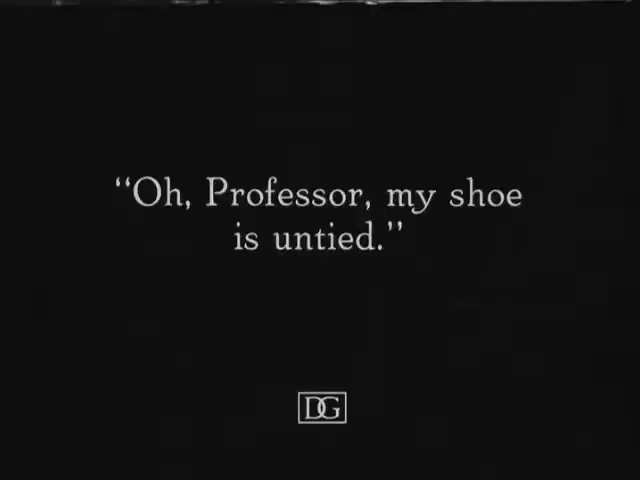 “Oh, Professor, my shoe
is untied.”
DG